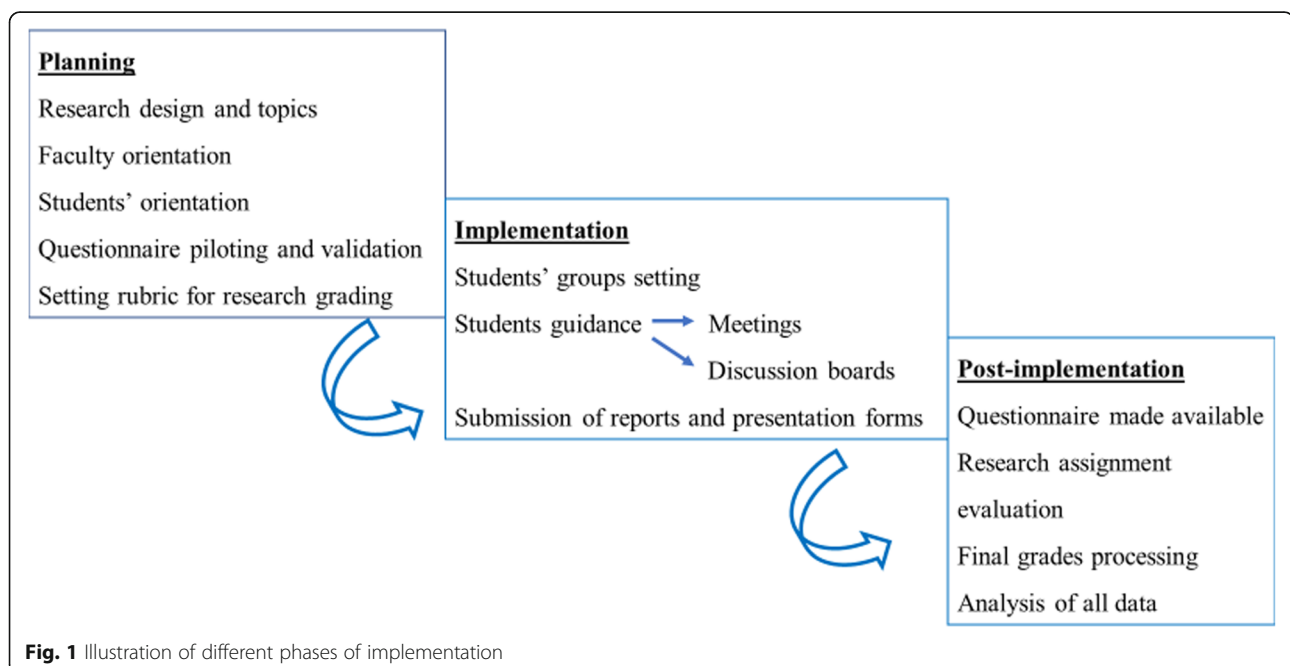 Planning
Research design and topics
Faculty orientation
Students’ orientation
Questionnaire piloting and validation
Setting rubric for research grading
Implementation
Students’ groups setting
Students guidance Meetings
Discussion boards
Submission of reports and presentation forms
Post-implementation
Questionnaire made available
Research assignment
evaluation
Final grades processing
Analysis of all data
Fig. 1 Illustration of different phases of implementation